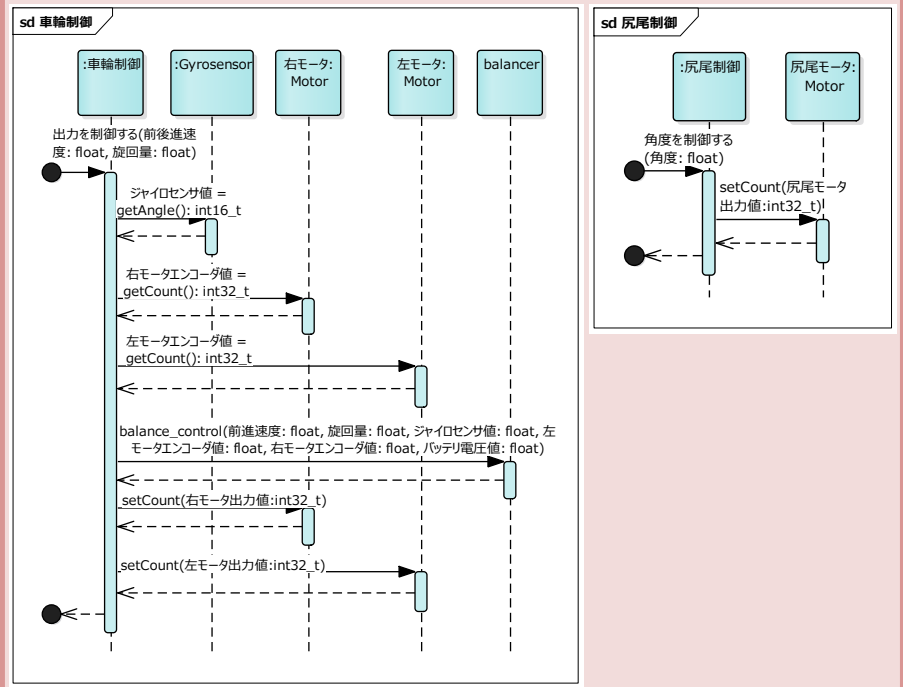 sd 車輪制御
:車輪制御
:Gyrosensor
右モータ:
Motor
左モータ:
Motor
balancer
出力を制御する(前後進速
度: float, 旋回量: float)
ジャイロセンサ値 =
getAngle(): int16_t
右モータエンコーダ値 =
getCount(): int32_t
左モータエンコーダ値 =
getCount(): int32_t
balance_control(前進速度: float, 旋回量: float, ジャイロセンサ値: float, 左
モータエンコーダ値: float, 右モータエンコーダ値: float, バッテリ電圧値: float)
setCount(右モータ出力値:int32_t)
setCount(左モータ出力値:int32_t)
sd 尻尾制御
:尻尾制御
尻尾モータ:
Motor
角度を制御する
(角度: float)
setCount(尻尾モータ
出力値:int32_t)